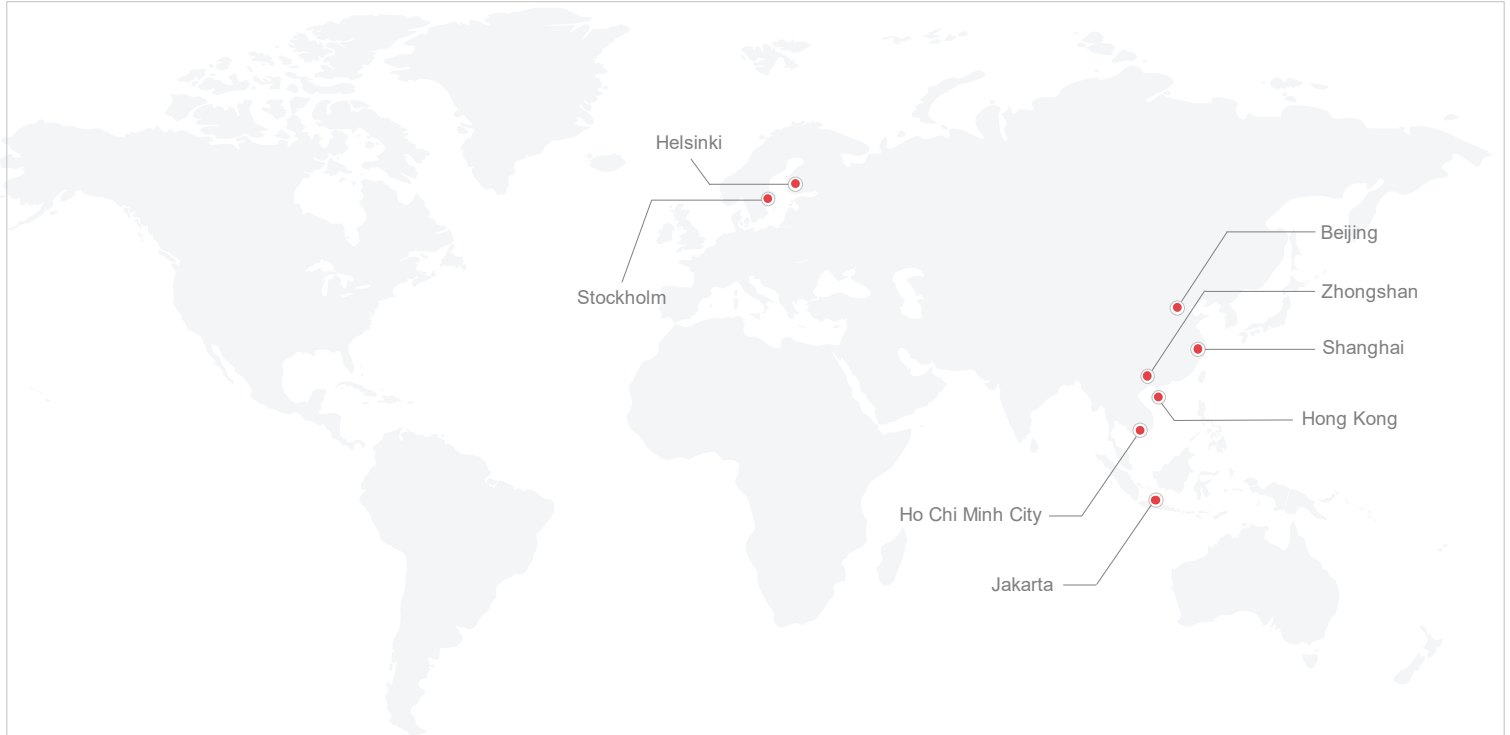 Helsinki
Stockholm
Beijing
Zhongshan
Shanghai
Hong Kong
Ho Chi Minh City
Jakarta